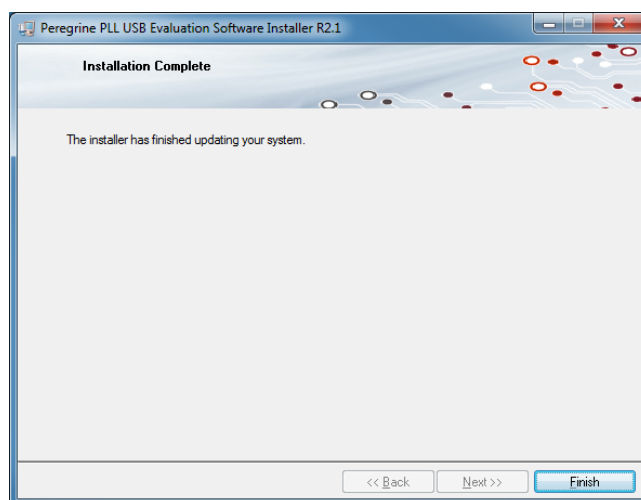 Peregrine PLL USB Evaluation Software Installer R2.1
Installation Complete
The installer has finished updating your system.
<< Back Next >> Finish